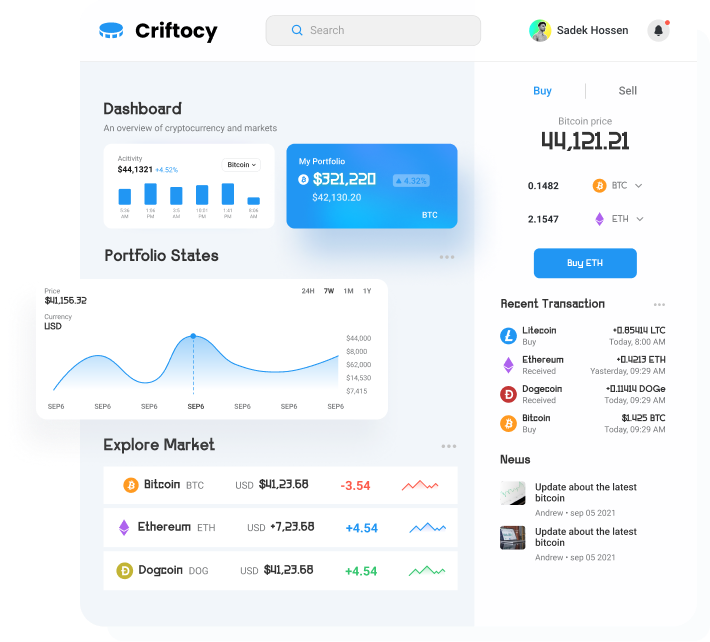 Criftocy
Search
Sadek Hossen
Dashboard
An overview of cryptocurrency and markets
Acitivity
$44,1321 +4.52%
Bitcoin
5:36 AM
1:56 PM
10:21 PM
1:41 PM
6:06 AM
My Portfolio
$321,220
4.32%
$42,130.20
BTC
Portfolio States
Price
$41,156.32
24H 7W 1M 1Y
Currency
USD
$44,000
$8,000
$62,000
$14,530
$7,415
SEP6 SEP6 SEP6 SEP6 SEP6 SEP6 SEP6
Explore Market
Bitcoin BTC USD $41,23.68 -3.54
Ethereum ETH USD +7,23.68 +4.54
Dogcoin DOG USD $41,23.68 +4.54
Buy Sell
Bitcoin price
44,121.21
0.1482 BTC
2.1547 ETH
Buy ETH
Recent Transaction
Litecoin +0.85414 LTC
Buy Today, 8:00 AM
Ethereum +0.4213 ETH
Received Yasterday, 09:29 AM
Dogecoin +0.11414 DOGe
Received Today, 09:29 AM
Bitcoin $1.425 BTC
Buy Today, 09:29 AM
News
Update about the latest
bitcoin
Andrew • sep 05 2021
Update about the latest
bitcoin
Andrew • sep 05 2021